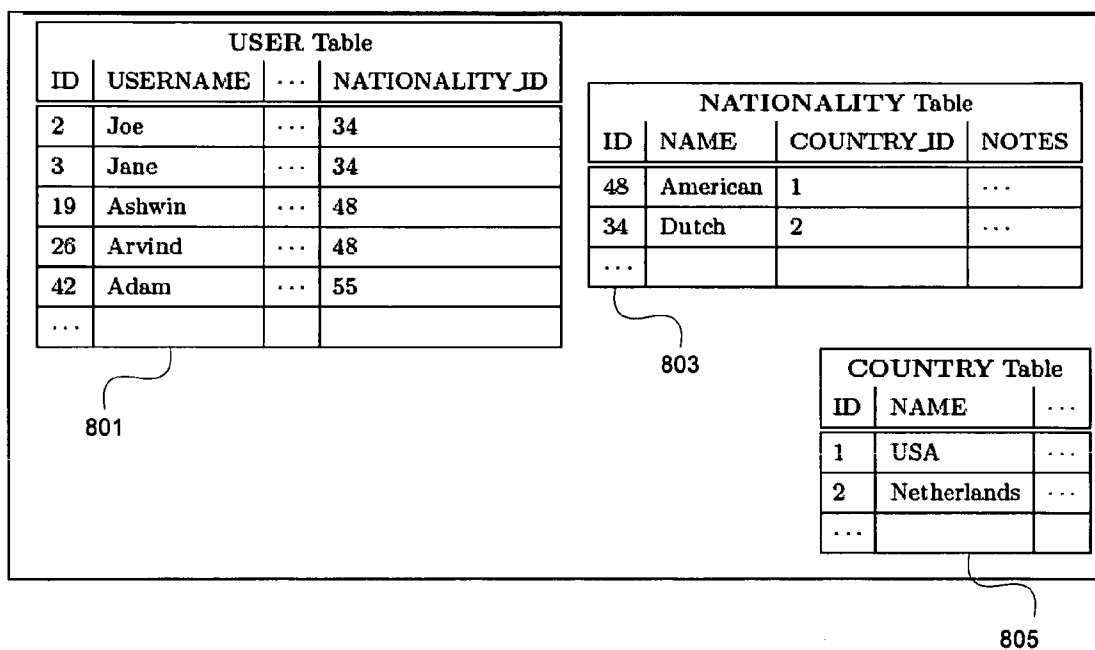 USER Table
ID USERNAME ... NATIONALITY_ID
2 Joe ... 34
3 Jane ... 34
19 Ashwin ... 48
26 Arvind ... 48
42 Adam ... 55
...
801
NATIONALITY Table
ID NAME COUNTRY_ID NOTES
48 American 1 ...
34 Dutch 2 ...
...
803
COUNTRY Table
ID NAME ...
1 USA ...
2 Netherlands ...
...
805